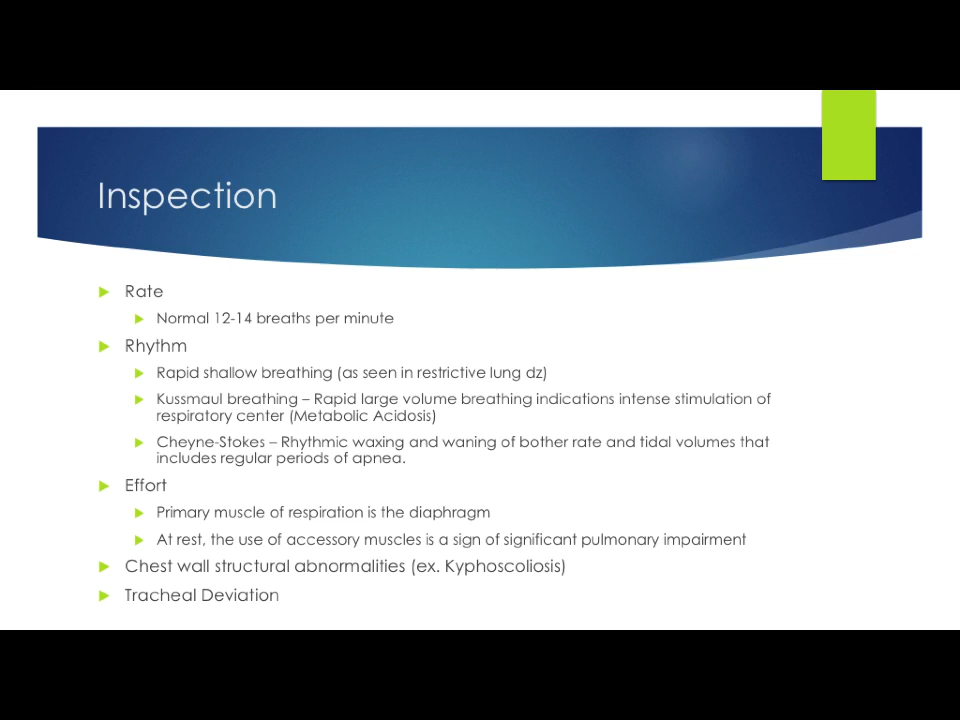 Inspection
Rate
Normal 12-14 breaths per minute
Rhythm
Rapid shallow breathing (as seen in restrictive lung dz)
Kussmaul breathing – Rapid large volume breathing indications intense stimulation of
respiratory center (Metabolic Acidosis)
Cheyne-Stokes – Rhythmic waxing and waning of bother rate and tidal volumes that
includes regular periods of apnea.
Effort
Primary muscle of respiration is the diaphragm
At rest, the use of accessory muscles is a sign of significant pulmonary impairment
Chest wall structural abnormalities (ex. Kyphoscoliosis)
Tracheal Deviation